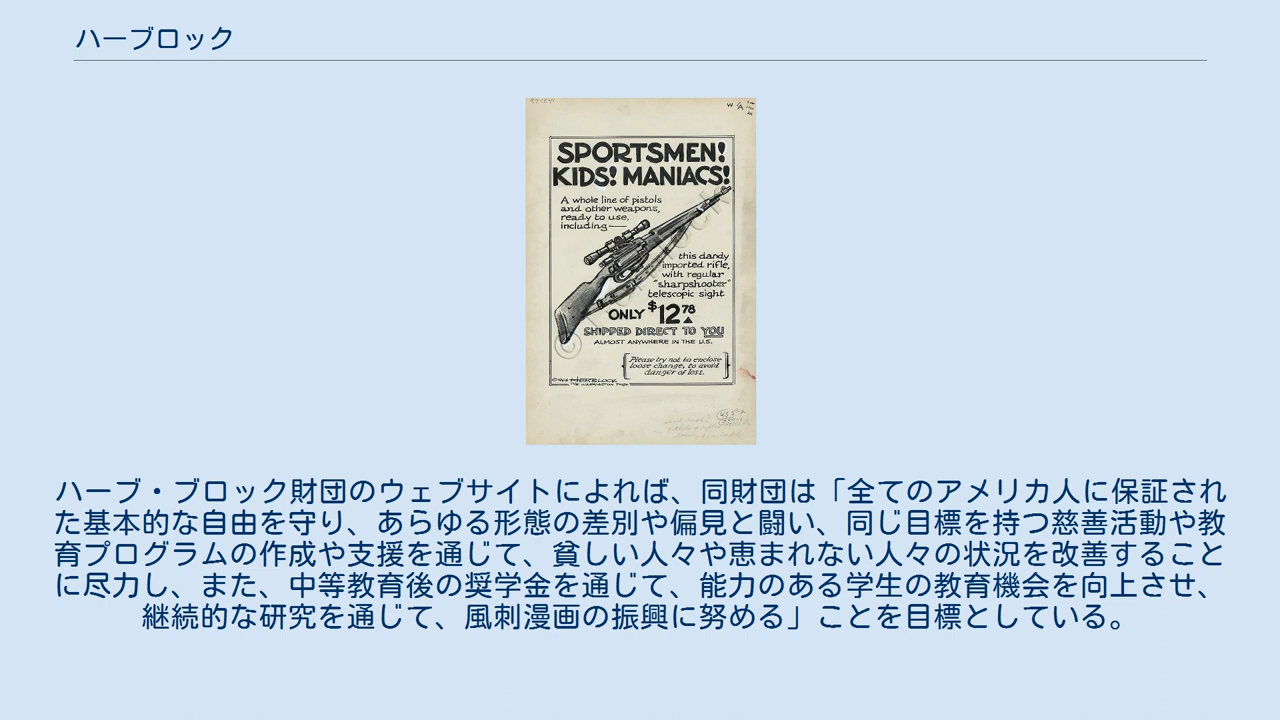 ハーブロック
SPORTSMEN!
KIDS! MANIACS!
A whole line of pistols
and other weapons,
ready to use,
including—
this dandy
imported rifle,
with regular
"sharpshooter"
telescopic sight
ONLY $12.78
SHIPPED DIRECT TO YOU
ALMOST ANYWHERE IN THE U.S.
Please try not to enclose
loose change, to avoid
danger of loss.
HERBLOCK
THE WASHINGTON POST
ハーブ・ブロック財団のウェブサイトによれば、同財団は「全てのアメリカ人に保証され
た基本的な自由を守り、あらゆる形態の差別や偏見と闘い、同じ目標を持つ慈善活動や教
育プログラムの作成や支援を通じて、貧しい人々や恵まれない人々の状況を改善すること
に尽力し、また、中等教育後の奨学金を通じて、能力のある学生の教育機会を向上させ、
継続的な研究を通じて、風刺漫画の振興に努める」ことを目標としている。